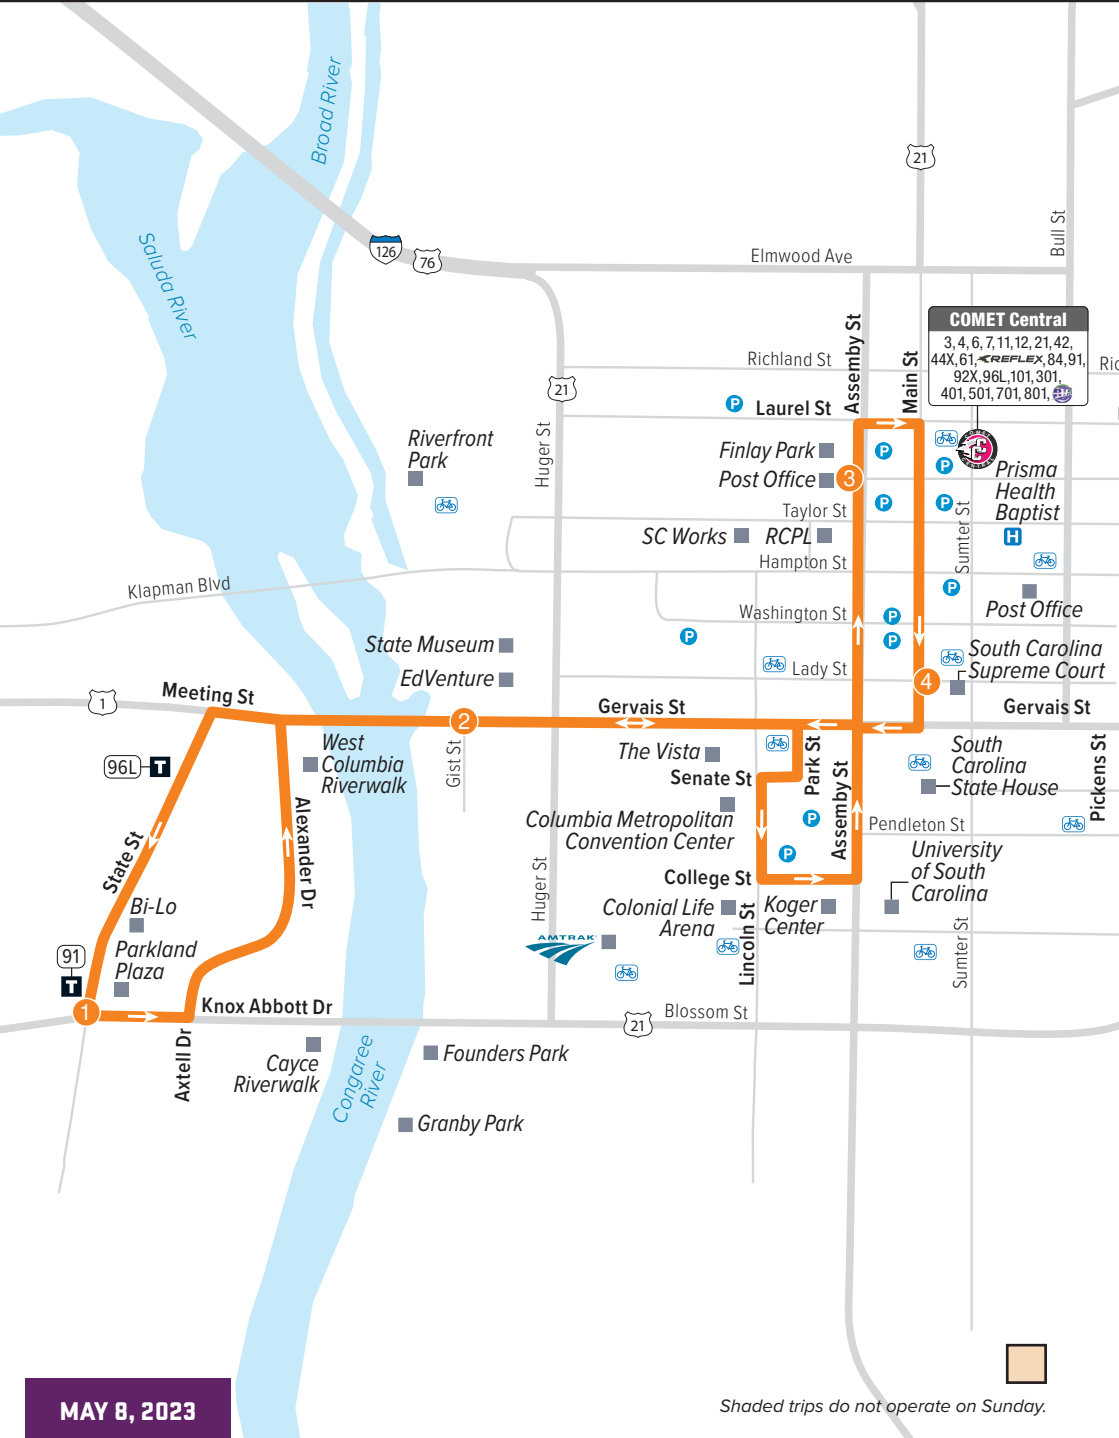 Broad River
21
Bull St
Saluda River
126
76
Elmwood Ave
COMET Central
3, 4, 6, 7, 11, 12, 21, 42,
44X, 61, REFLEX, 84, 91,
92X, 96L, 101, 301,
401, 501, 701, 801,
Assemby St
Main St
Richland St
Ric
21
P
Laurel St
Huger St
Riverfront
Park
Finlay Park
P
Post Office
3
P
COMET
CENTRAL
Prisma
Health
Baptist
H
Taylor St
P
P
Sumter St
SC Works
RCPL
Hampton St
Klapman Blvd
P
Post Office
Washington St
P
P
P
State Museum
EdVenture
Lady St
South Carolina
Supreme Court
4
1
Meeting St
2
Gervais St
Gervais St
96L
T
West
Columbia
Riverwalk
Gist St
The Vista
Park St
Senate St
South
Carolina
State House
Pickens St
Columbia Metropolitan
Convention Center
P
P
Assemby St
Pendleton St
State St
Alexander Dr
University
of South
Carolina
Huger St
College St
Bi-Lo
Colonial Life
Arena
Lincoln St
Koger
Center
Parkland
Plaza
91
T
AMTRAK
Sumter St
1
Knox Abbott Dr
21
Blossom St
Axtell Dr
Cayce
Riverwalk
Congaree
River
Founders Park
Granby Park
MAY 8, 2023
Shaded trips do not operate on Sunday.